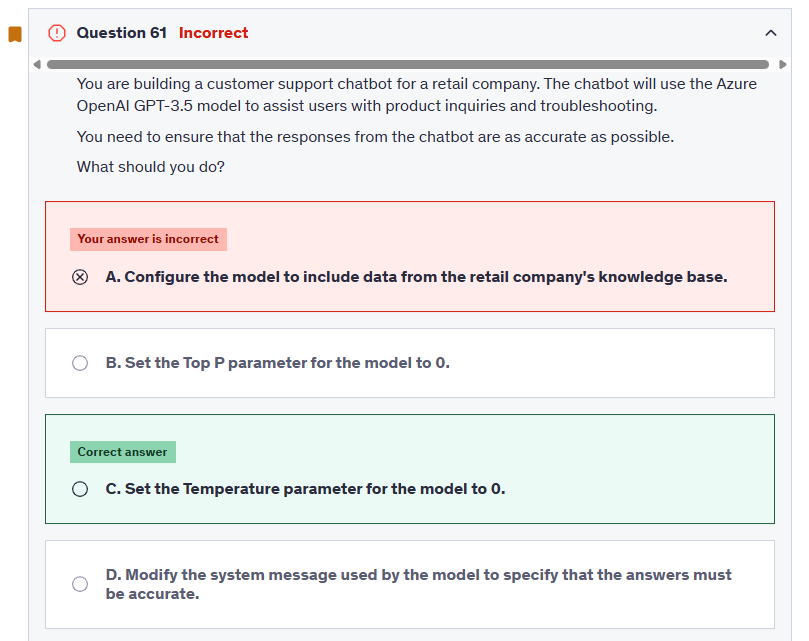 Question 61 Incorrect
You are building a customer support chatbot for a retail company. The chatbot will use the Azure
OpenAI GPT-3.5 model to assist users with product inquiries and troubleshooting.
You need to ensure that the responses from the chatbot are as accurate as possible.
What should you do?
Your answer is incorrect
A. Configure the model to include data from the retail company's knowledge base.
B. Set the Top P parameter for the model to 0.
Correct answer
C. Set the Temperature parameter for the model to 0.
D. Modify the system message used by the model to specify that the answers must
be accurate.